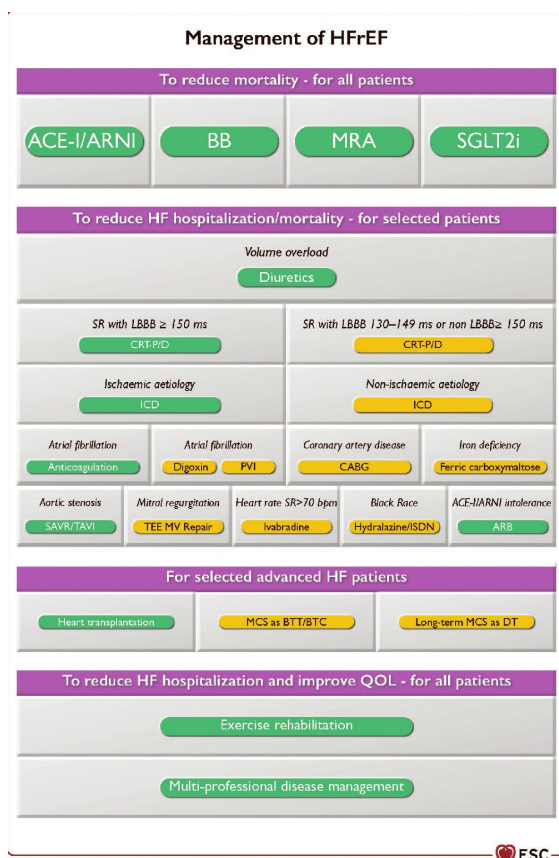 Management of HFrEF
To reduce mortality - for all patients
ACE-I/ARNI
BB
MRA
SGLT2i
To reduce HF hospitalization/mortality - for selected patients
Volume overload
Diuretics
SR with LBBB ≥ 150 ms
CRT-P/D
SR with LBBB 130–149 ms or non LBBB≥ 150 ms
CRT-P/D
Ischaemic aetiology
ICD
Non-ischaemic aetiology
ICD
Atrial fibrillation
Anticoagulation
Atrial fibrillation
Digoxin PVI
Coronary artery disease
CABG
Iron deficiency
Ferric carboxymaltose
Aortic stenosis
SAVR/TAVI
Mitral regurgitation
TEE MV Repair
Heart rate SR>70 bpm
Ivabradine
Black Race
Hydralazine/ISDN
ACE-I/ARNI intolerance
ARB
For selected advanced HF patients
Heart transplantation
MCS as BTT/BTC
Long-term MCS as DT
To reduce HF hospitalization and improve QOL - for all patients
Exercise rehabilitation
Multi-professional disease management
ESC